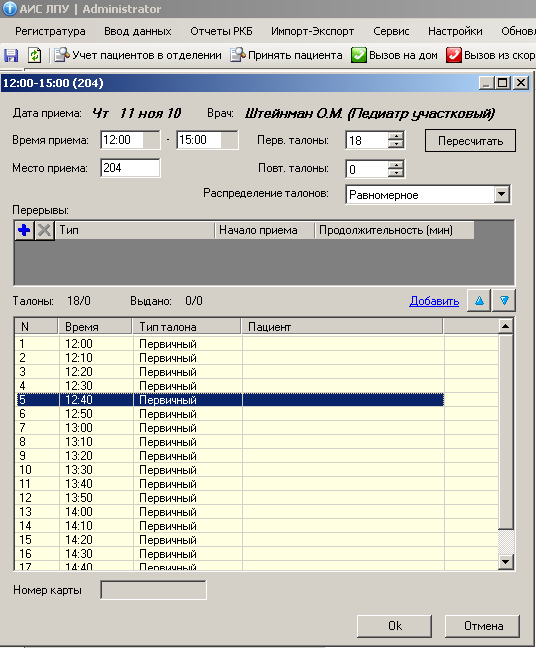 АИС ЛПУ | Administrator
Регистратура Ввод данных Отчеты РКБ Импорт-Экспорт Сервис Настройки Обновл
Учет пациентов в отделении Принять пациента Вызов на дом Вызов из скор
12:00-15:00 (204)
Дата приема: Чт 11 ноя 10 Врач: Штейнман О.М. (Педиатр участковый)
Время приема: 12:00 - 15:00 Перв. талоны: 18 Пересчитать
Место приема: 204 Повт. талоны: 0
Распределение талонов: Равномерное
Перерывы:
Тип Начало приема Продолжительность (мин)
Талоны: 18/0 Выдано: 0/0 Добавить
N Время Тип талона Пациент
1 12:00 Первичный
2 12:10 Первичный
3 12:20 Первичный
4 12:30 Первичный
5 12:40 Первичный
6 12:50 Первичный
7 13:00 Первичный
8 13:10 Первичный
9 13:20 Первичный
10 13:30 Первичный
11 13:40 Первичный
12 13:50 Первичный
13 14:00 Первичный
14 14:10 Первичный
15 14:20 Первичный
16 14:30 Первичный
17 14:40 Первичный
Номер карты
Ok Отмена